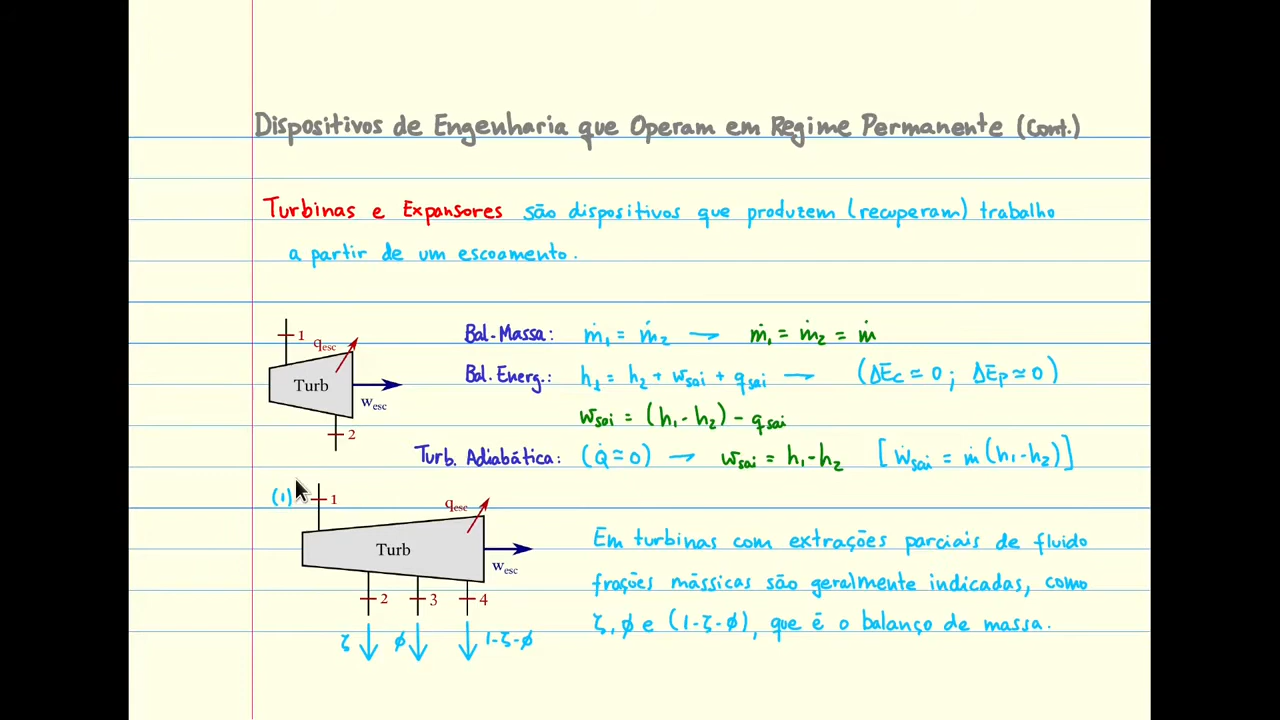 Dispositivos de Engenharia que Operam em Regime Permanente (Cont.)
Turbinas e Expansores são dispositivos que produzem (recuperam) trabalho
a partir de um escoamento.
1
q_esc
Turb
w_esc
2
Bal. Massa: ṁ₁ = ṁ₂ → ṁ₁ = ṁ₂ = ṁ
Bal. Energ.: h₁ = h₂ + w_sai + q_sai → (ΔEc ≈ 0 ; ΔEp ≈ 0)
w_sai = (h₁ - h₂) - q_sai
Turb. Adiabática: (Q̇ ≈ 0) → w_sai = h₁ - h₂ [Ẇ_sai = ṁ (h₁ - h₂)]
(1) 1
q_esc
Turb
w_esc
2 3 4
ζ ϕ 1-ζ-ϕ
Em turbinas com extrações parciais de fluido
frações mássicas são geralmente indicadas, como
ζ, ϕ e (1-ζ-ϕ), que é o balanço de massa.